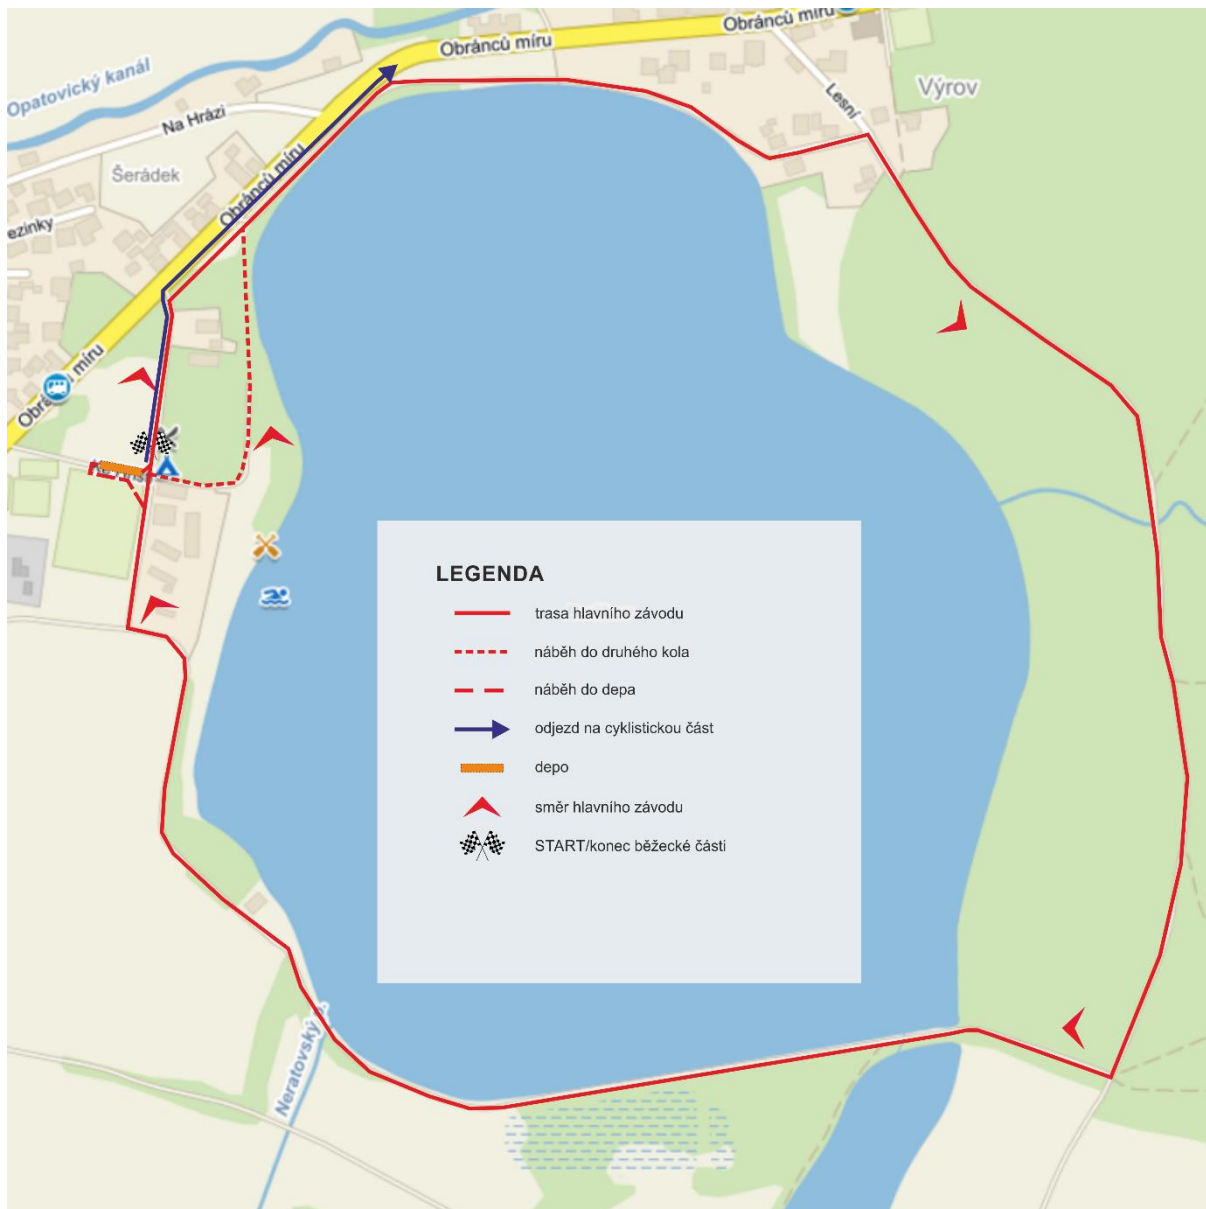 Obránců míru
Obránců míru
Opatovický kanál
Na Hrázi
Lesní
Výrov
Šerádek
Obránců míru
ezinky
míru
LEGENDA
trasa hlavního závodu
náběh do druhého kola
náběh do depa
odjezd na cyklistickou část
depo
směr hlavního závodu
START/konec běžecké části
Neratovský p.